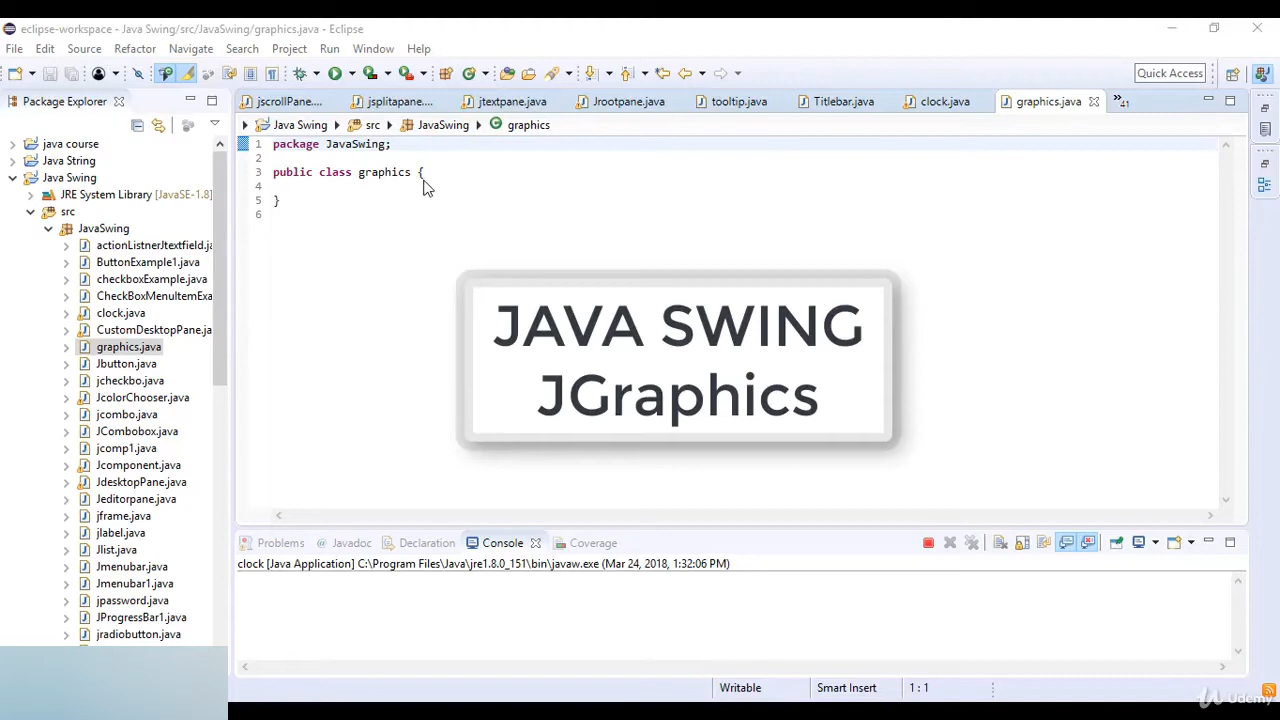 eclipse-workspace - Java Swing/src/JavaSwing/graphics.java - Eclipse
File Edit Source Refactor Navigate Search Project Run Window Help
Quick Access
Package Explorer
jscrollPane....
jsplitapane....
jtextpane.java
Jrootpane.java
tooltip.java
Titlebar.java
clock.java
graphics.java
41
Java Swing
src
JavaSwing
graphics
java course
Java String
Java Swing
JRE System Library [JavaSE-1.8]
src
JavaSwing
actionListnerJtextfield.ja
ButtonExample1.java
checkboxExample.java
CheckBoxMenuItemExa
clock.java
CustomDesktopPane.ja
graphics.java
Jbutton.java
jcheckbo.java
JcolorChooser.java
jcombo.java
JCombobox.java
jcomp1.java
Jcomponent.java
JdesktopPane.java
Jeditorpane.java
jframe.java
jlabel.java
Jlist.java
Jmenubar.java
Jmenubar1.java
jpassword.java
JProgressBar1.java
jradiobutton.java
1 package JavaSwing;
2
3 public class graphics {
4
5 }
6
JAVA SWING
JGraphics
Problems
Javadoc
Declaration
Console
Coverage
clock [Java Application] C:\Program Files\Java\jre1.8.0_151\bin\javaw.exe (Mar 24, 2018, 1:32:06 PM)
Writable
Smart Insert
1 : 1
Udemy